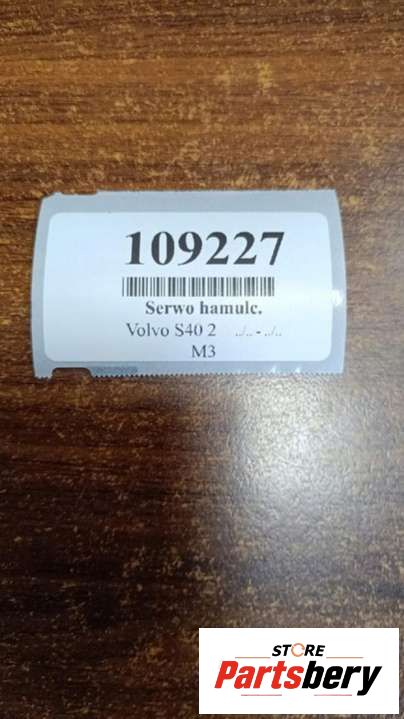 109227
Serwo hamulc.
Volvo S40 2 ../.. - ../..
M3
STORE
Partsbery